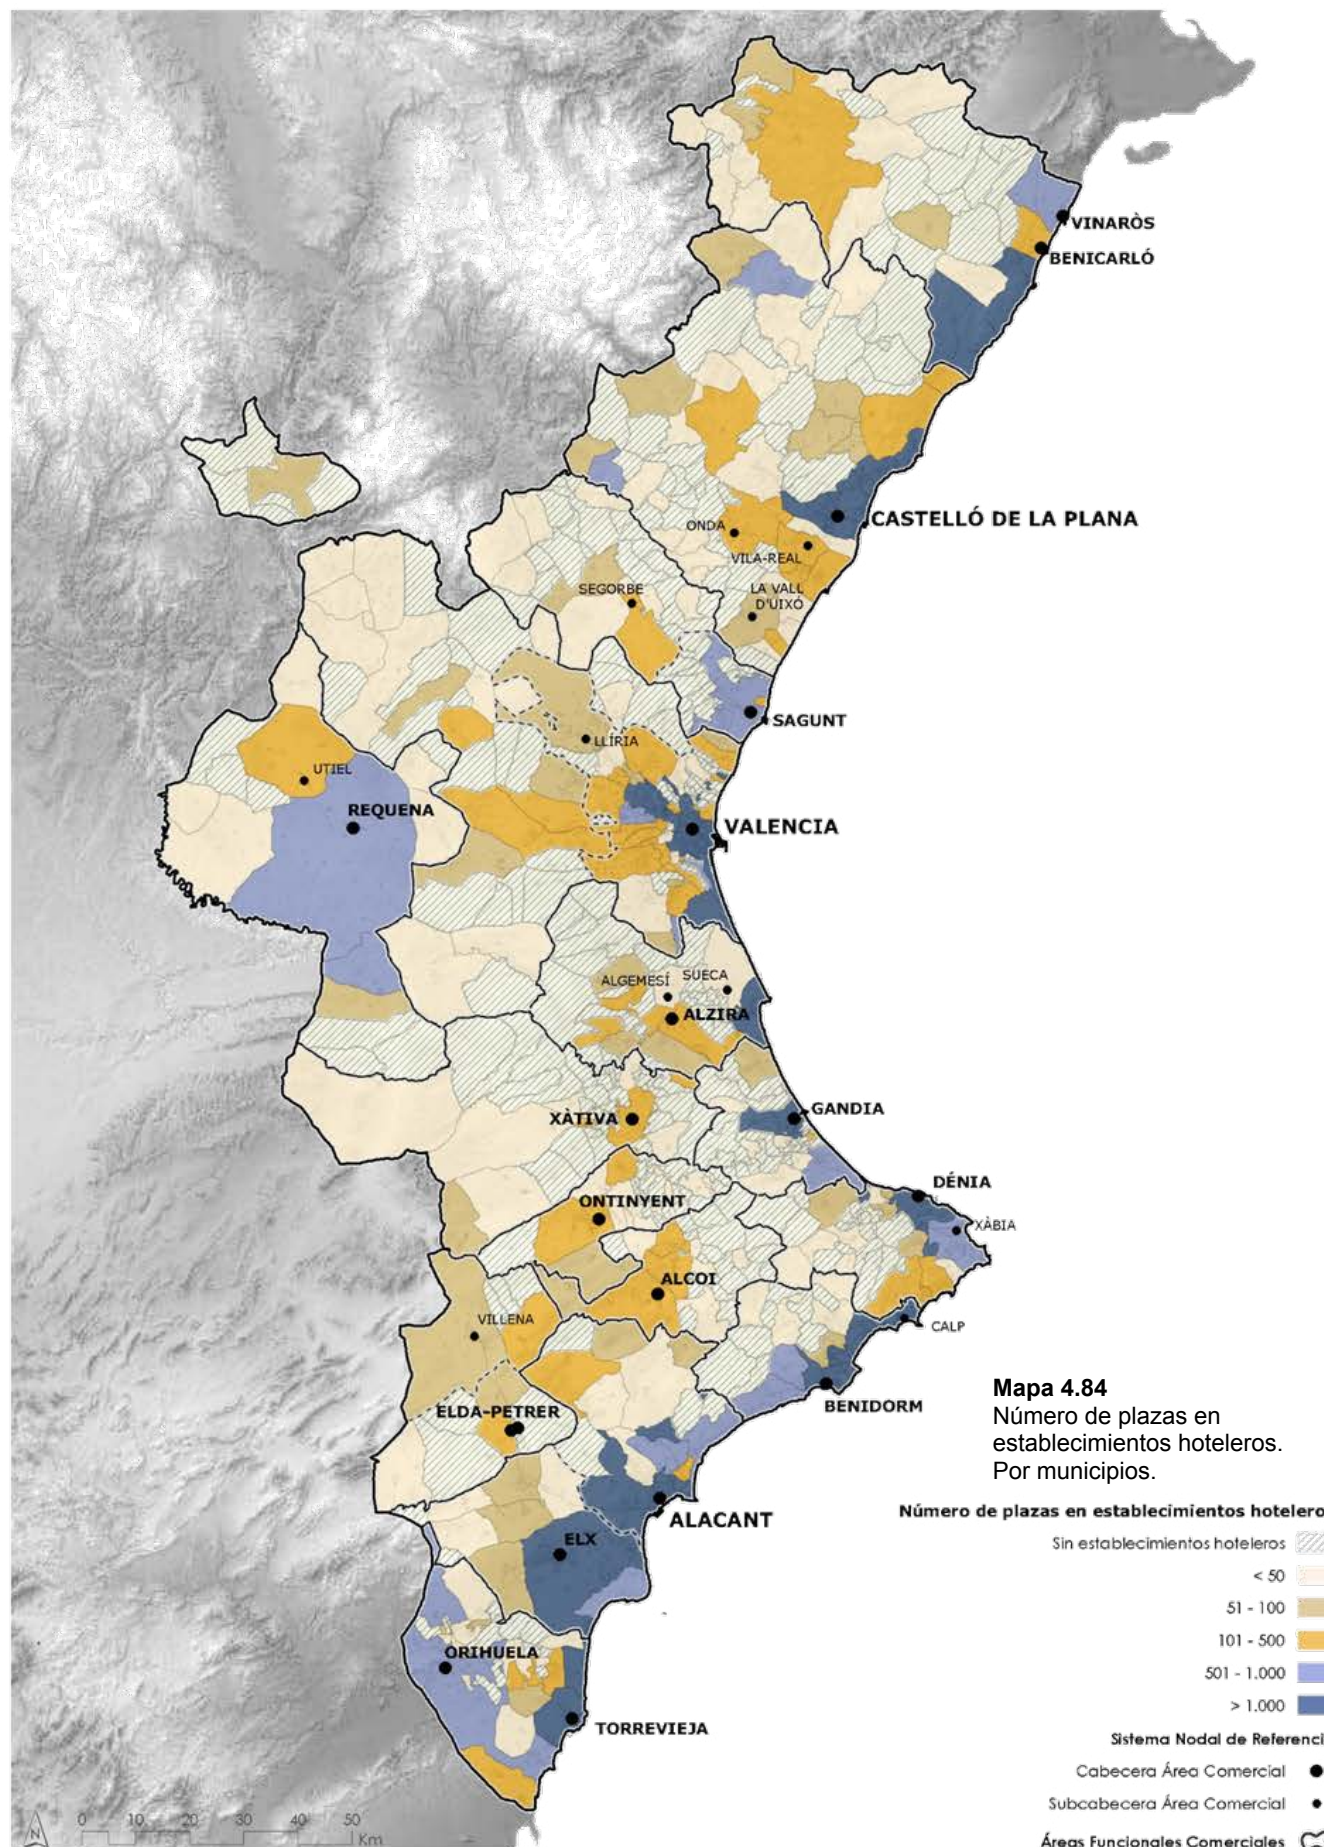 VINARÒS
BENICARLÓ
CASTELLÓ DE LA PLANA
ONDA
VILA-REAL
SEGORBE
LA VALL
D'UIXÓ
SAGUNT
LLÍRIA
UTIEL
REQUENA
VALENCIA
ALGEMESÍ
SUECA
ALZIRA
XÀTIVA
GANDIA
DÉNIA
ONTINYENT
XÀBIA
ALCOI
VILLENA
CALP
BENIDORM
ELDA-PETRER
ALACANT
ELX
ORIHUELA
TORREVIEJA
Mapa 4.84
Número de plazas en
establecimientos hoteleros.
Por municipios.
Número de plazas en establecimientos hotelero
Sin establecimientos hoteleros
< 50
51 - 100
101 - 500
501 - 1.000
> 1.000
Sistema Nodal de Referenci
Cabecera Área Comercial
Subcabecera Área Comercial
Áreas Funcionales Comerciales
N
0 10 20 30 40 50
Km